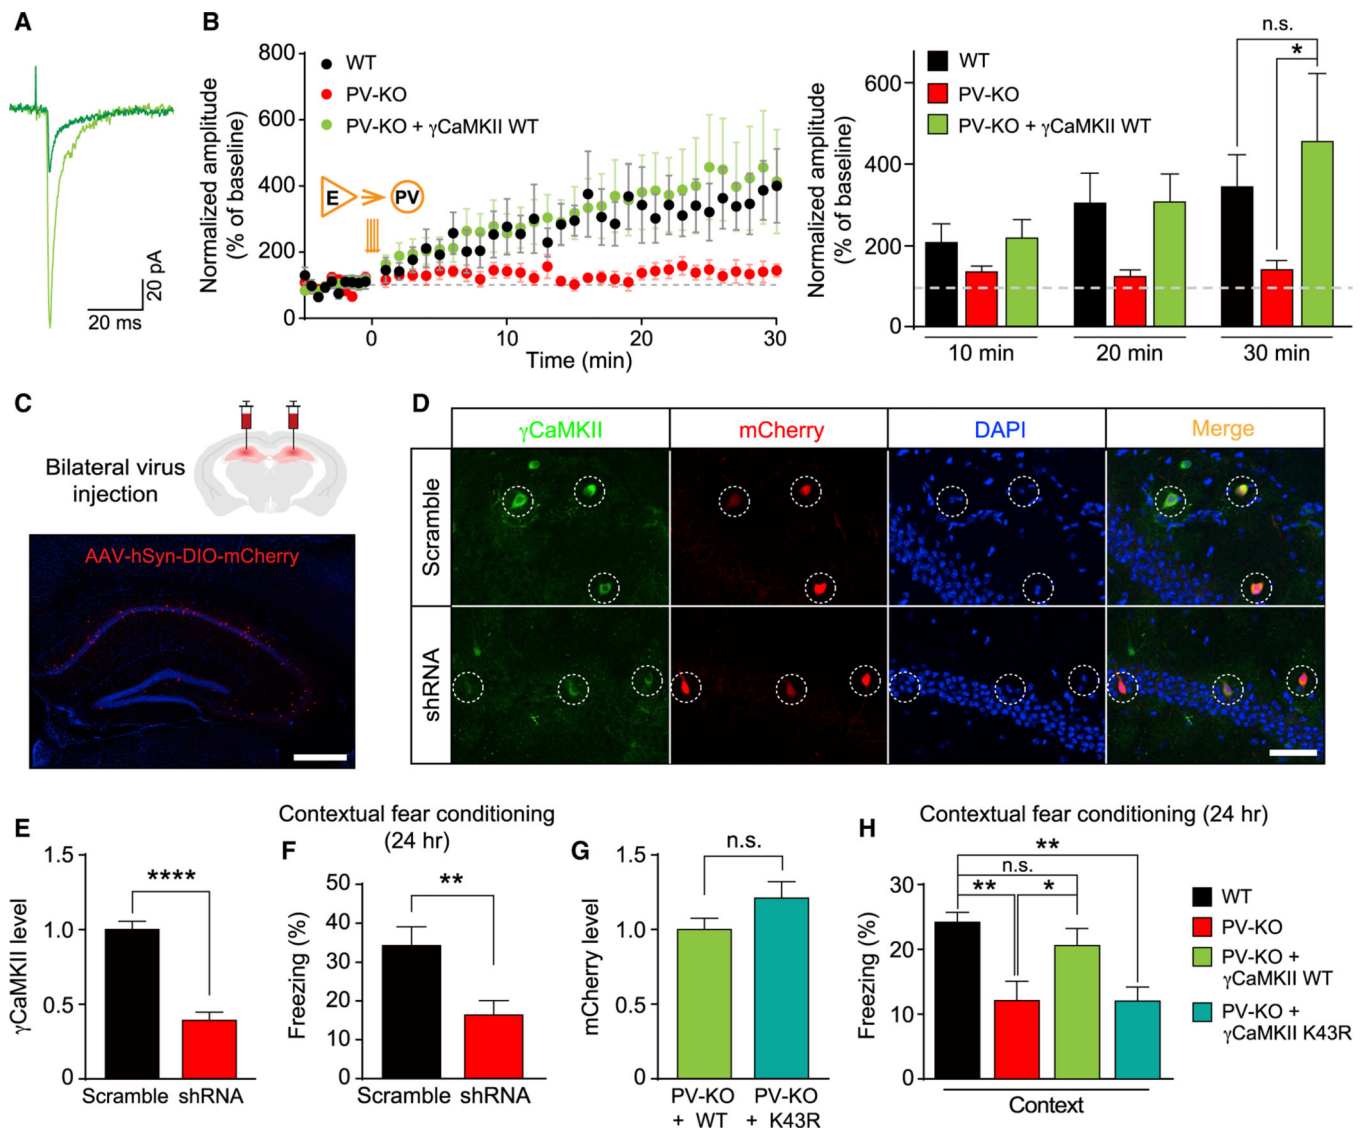 A
20 pA
20 ms
B
800
600
400
200
0
Normalized amplitude
(% of baseline)
WT
PV-KO
PV-KO + γCaMKII WT
E
PV
0
10
20
30
Time (min)
Normalized amplitude
(% of baseline)
600
400
200
0
WT
PV-KO
PV-KO + γCaMKII WT
n.s.
*
10 min
20 min
30 min
C
Bilateral virus
injection
AAV-hSyn-DIO-mCherry
D
γCaMKII
mCherry
DAPI
Merge
Scramble
shRNA
E
γCaMKII level
1.5
1.0
0.5
0
****
Scramble
shRNA
Contextual fear conditioning
(24 hr)
F
Freezing (%)
50
40
30
20
10
0
**
Scramble
shRNA
G
mCherry level
1.5
1.0
0.5
0
n.s.
PV-KO
+ WT
PV-KO
+ K43R
H
Contextual fear conditioning (24 hr)
Freezing (%)
30
20
10
0
**
n.s.
**
*
Context
WT
PV-KO
PV-KO +
γCaMKII WT
PV-KO +
γCaMKII K43R